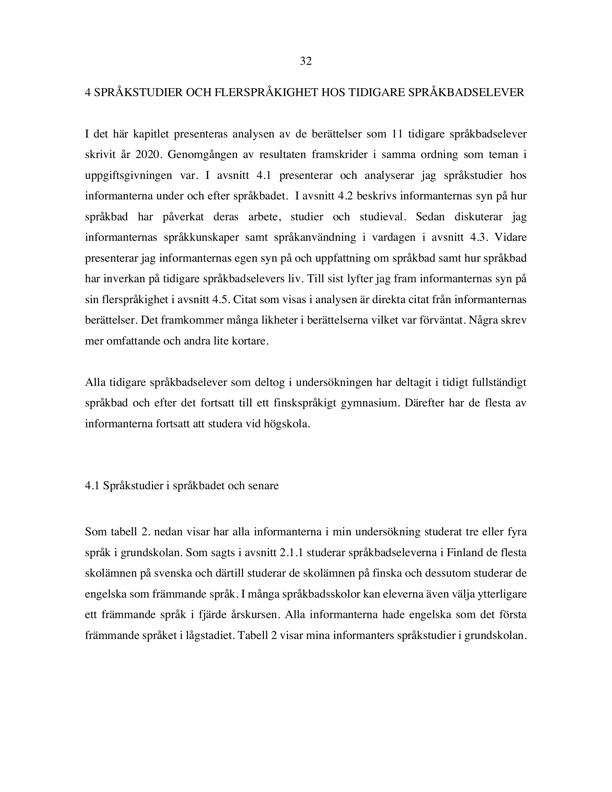 32
4 SPRÅKSTUDIER OCH FLERSPRÅKIGHET HOS TIDIGARE SPRÅKBADSELEVER
I det här kapitlet presenteras analysen av de berättelser som 11 tidigare språkbadselever
skrivit år 2020. Genomgången av resultaten framskrider i samma ordning som teman i
uppgiftsgivningen var. I avsnitt 4.1 presenterar och analyserar jag språkstudier hos
informanterna under och efter språkbadet. I avsnitt 4.2 beskrivs informanternas syn på hur
språkbad har påverkat deras arbete, studier och studieval. Sedan diskuterar jag
informanternas språkkunskaper samt språkanvändning i vardagen i avsnitt 4.3. Vidare
presenterar jag informanternas egen syn på och uppfattning om språkbad samt hur språkbad
har inverkan på tidigare språkbadselevers liv. Till sist lyfter jag fram informanternas syn på
sin flerspråkighet i avsnitt 4.5. Citat som visas i analysen är direkta citat från informanternas
berättelser. Det framkommer många likheter i berättelserna vilket var förväntat. Några skrev
mer omfattande och andra lite kortare.
Alla tidigare språkbadselever som deltog i undersökningen har deltagit i tidigt fullständigt
språkbad och efter det fortsatt till ett finskspråkigt gymnasium. Därefter har de flesta av
informanterna fortsatt att studera vid högskola.
4.1 Språkstudier i språkbadet och senare
Som tabell 2. nedan visar har alla informanterna i min undersökning studerat tre eller fyra
språk i grundskolan. Som sagts i avsnitt 2.1.1 studerar språkbadseleverna i Finland de flesta
skolämnen på svenska och därtill studerar de skolämnen på finska och dessutom studerar de
engelska som främmande språk. I många språkbadsskolor kan eleverna även välja ytterligare
ett främmande språk i fjärde årskursen. Alla informanterna hade engelska som det första
främmande språket i lågstadiet. Tabell 2 visar mina informanters språkstudier i grundskolan.